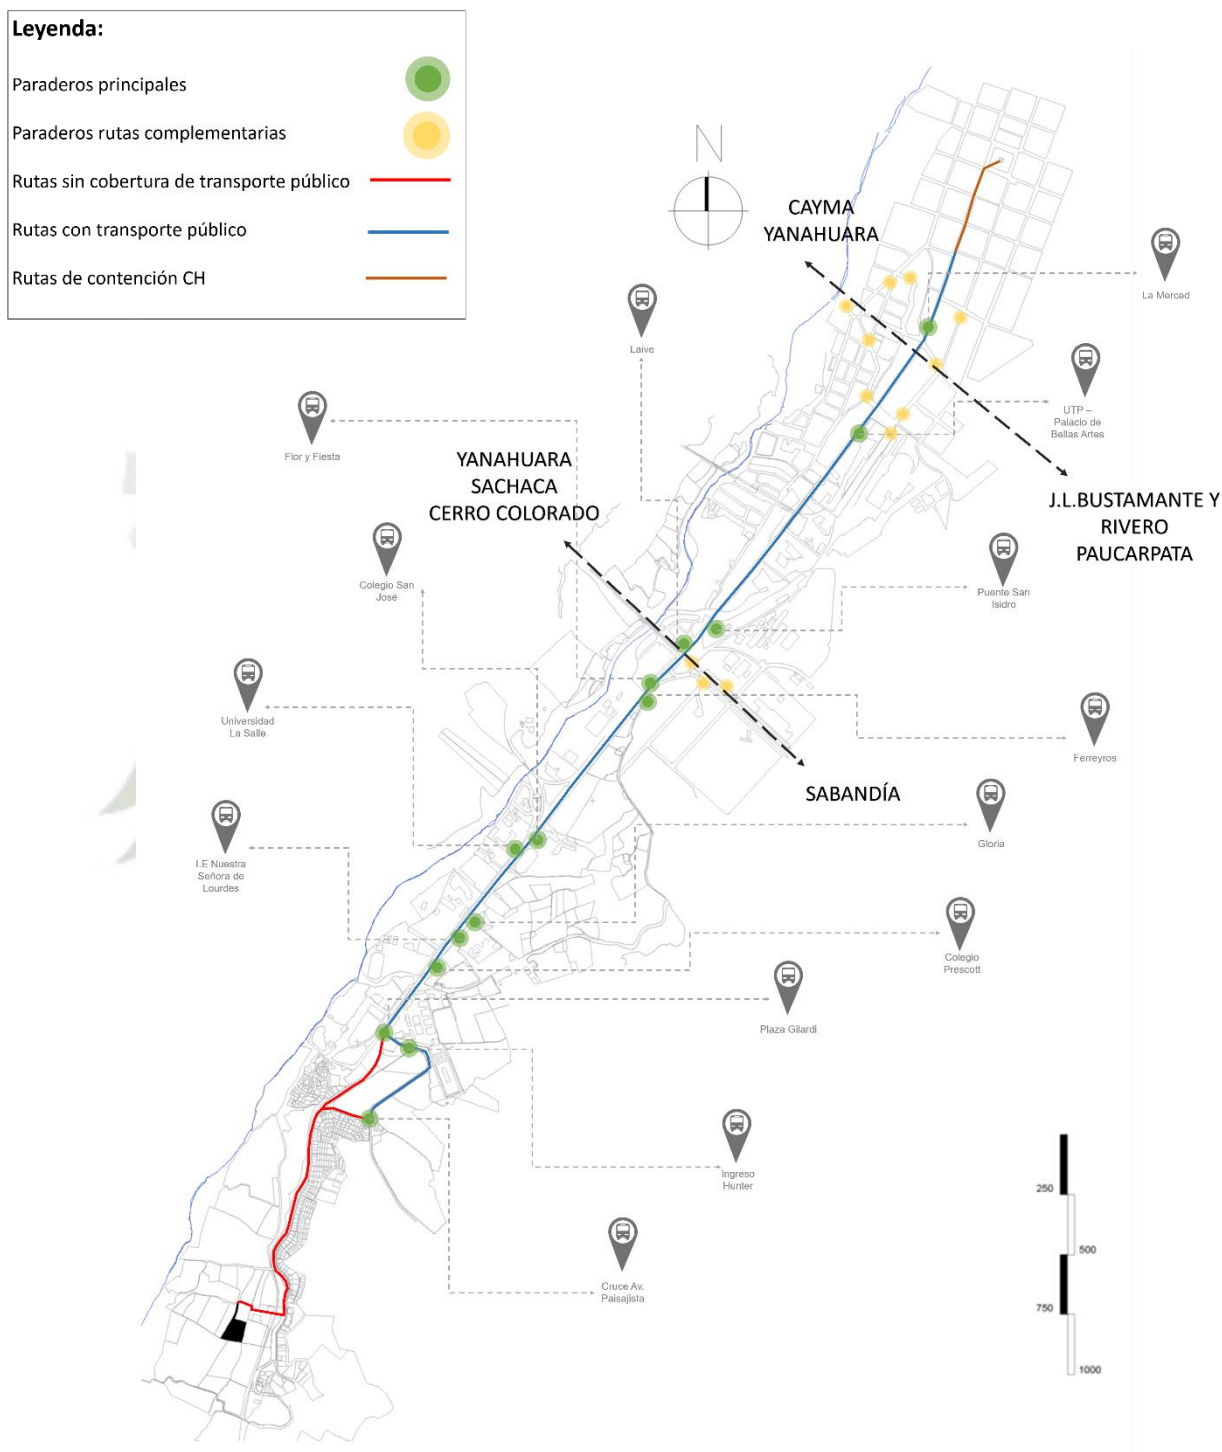 Leyenda:
Paraderos principales
Paraderos rutas complementarias
Rutas sin cobertura de transporte público
Rutas con transporte público
Rutas de contención CH
N
CAYMA
YANAHUARA
La Merced
Laive
UTP –
Palacio de
Bellas Artes
Flor y Fiesta
YANAHUARA
SACHACA
CERRO COLORADO
J.L.BUSTAMANTE Y
RIVERO
PAUCARPATA
Colegio San
José
Puente San
Isidro
Universidad
La Salle
Ferreyros
SABANDÍA
Gloria
I.E Nuestra
Señora de
Lourdes
Colegio
Prescott
Plaza Gilardi
Ingreso
Hunter
Cruce Av.
Paisajista
250
500
750
1000